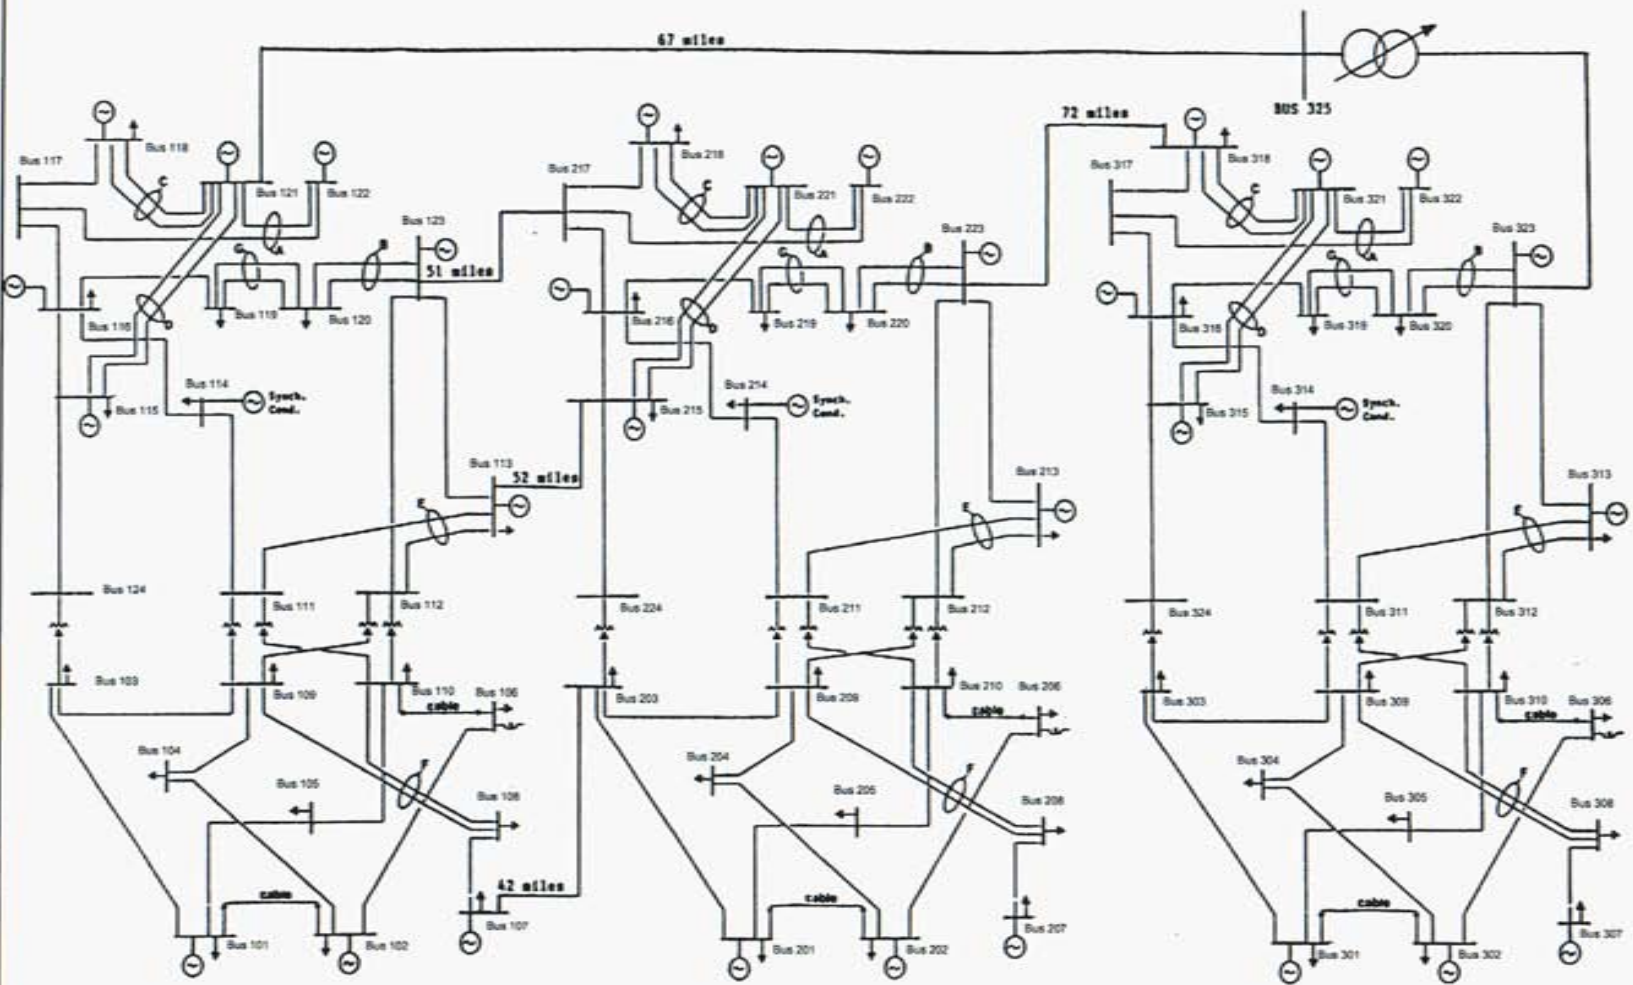 67 miles
BUS 325
72 miles
Bus 118
Bus 117
C
Bus 121
Bus 122
A
Bus 123
G
B
51 miles
Bus 116
D
Bus 119
Bus 120
Bus 114
Synch.
Cond.
Bus 115
Bus 113
52 miles
E
Bus 124
Bus 111
Bus 112
Bus 103
Bus 109
Bus 110
Bus 106
cable
Bus 104
Bus 105
F
Bus 108
42 miles
cable
Bus 101
Bus 102
Bus 107
Bus 218
Bus 217
C
Bus 221
Bus 222
A
Bus 223
G
B
Bus 216
D
Bus 219
Bus 220
Bus 214
Synch.
Cond.
Bus 215
Bus 213
E
Bus 224
Bus 211
Bus 212
Bus 203
Bus 209
Bus 210
Bus 206
cable
Bus 204
Bus 205
F
Bus 208
cable
Bus 201
Bus 202
Bus 207
Bus 318
Bus 317
C
Bus 321
Bus 322
A
Bus 323
G
B
Bus 316
D
Bus 319
Bus 320
Bus 314
Synch.
Cond.
Bus 315
Bus 313
E
Bus 324
Bus 311
Bus 312
Bus 303
Bus 309
Bus 310
Bus 306
cable
Bus 304
Bus 305
F
Bus 308
cable
Bus 301
Bus 302
Bus 307